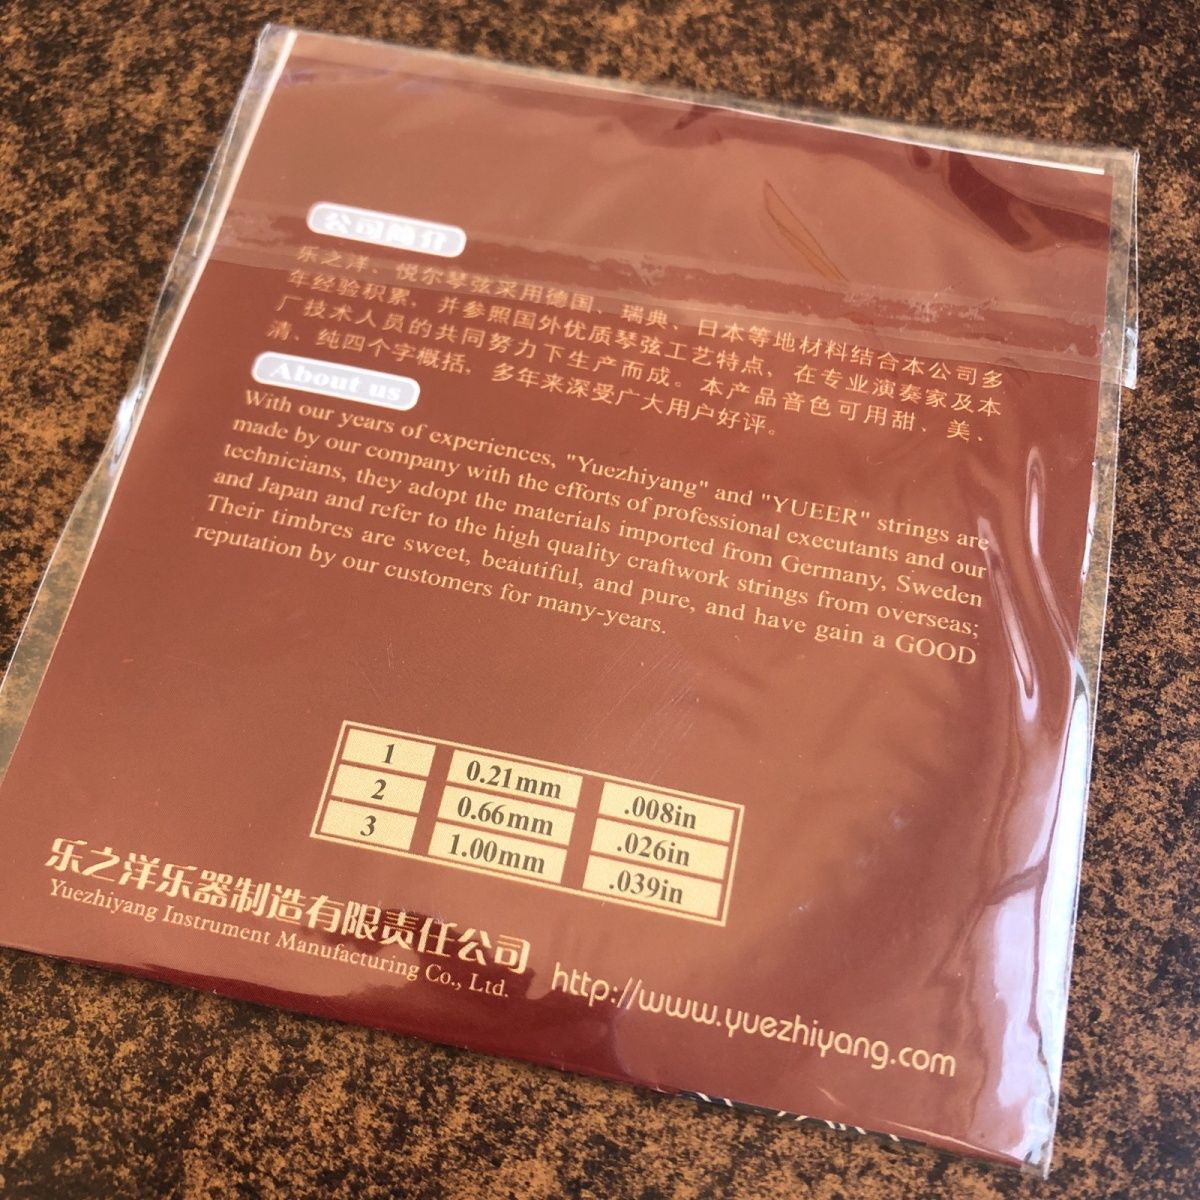 公司简介
乐之洋、悦尔琴弦采用德国、瑞典、日本等地材料结合本公司多
年经验积素，并参照国外优质琴弦工艺特点，在专业演奏家及本
厂技术人员的共同努力下生产而成。本产品音色可用甜、美、
清、纯四个字概括，多年来深受广大用户好评。
About us
With our years of experiences, "Yuezhiyang" and "YUEER" strings are
made by our company with the efforts of professional executants and our
technicians, they adopt the materials imported from Germany, Sweden
and Japan and refer to the high quality craftwork strings from overseas;
Their timbres are sweet, beautiful, and pure, and have gain a GOOD
reputation by our customers for many-years.
1 0.21mm .008in
2 0.66mm .026in
3 1.00mm .039in
乐之洋乐器制造有限责任公司
Yuezhiyang Instrument Manufacturing Co., Ltd.
http://www.yuezhiyang.com